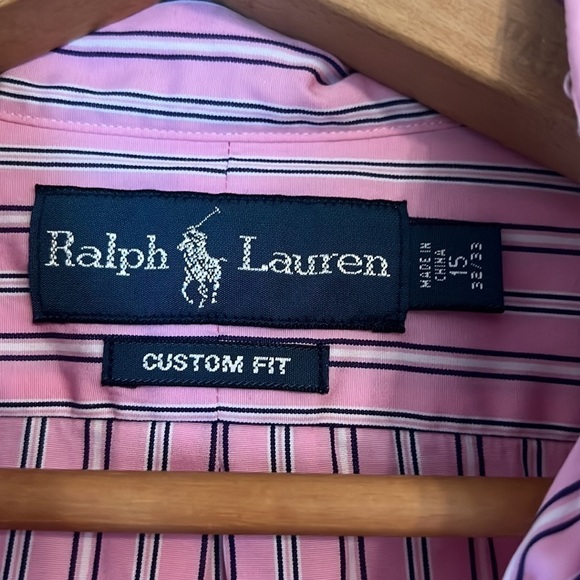 Ralph Lauren
MADE IN
CHINA
15
32/33
CUSTOM FIT